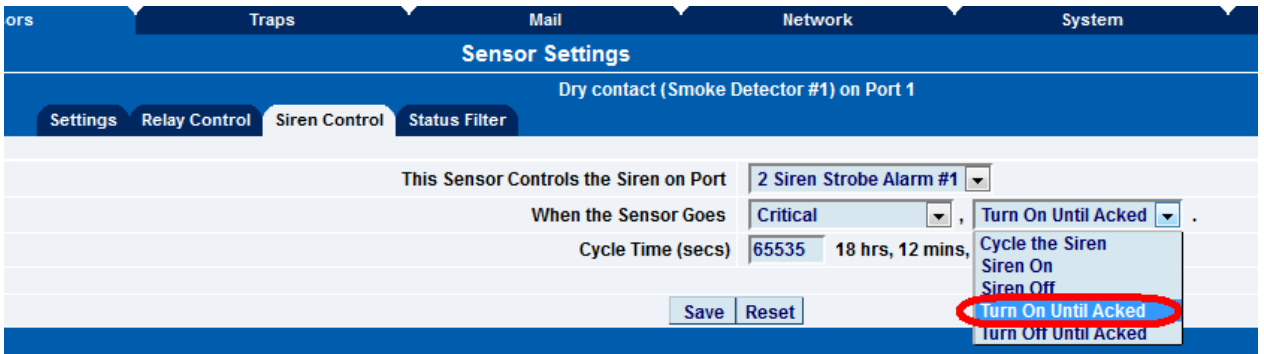 ors Traps Mail Network System
Sensor Settings
Dry contact (Smoke Detector #1) on Port 1
Settings Relay Control Siren Control Status Filter
This Sensor Controls the Siren on Port 2 Siren Strobe Alarm #1
When the Sensor Goes Critical , Turn On Until Acked .
Cycle Time (secs) 65535 18 hrs, 12 mins,
Cycle the Siren
Siren On
Siren Off
Turn On Until Acked
Turn Off Until Acked
Save Reset